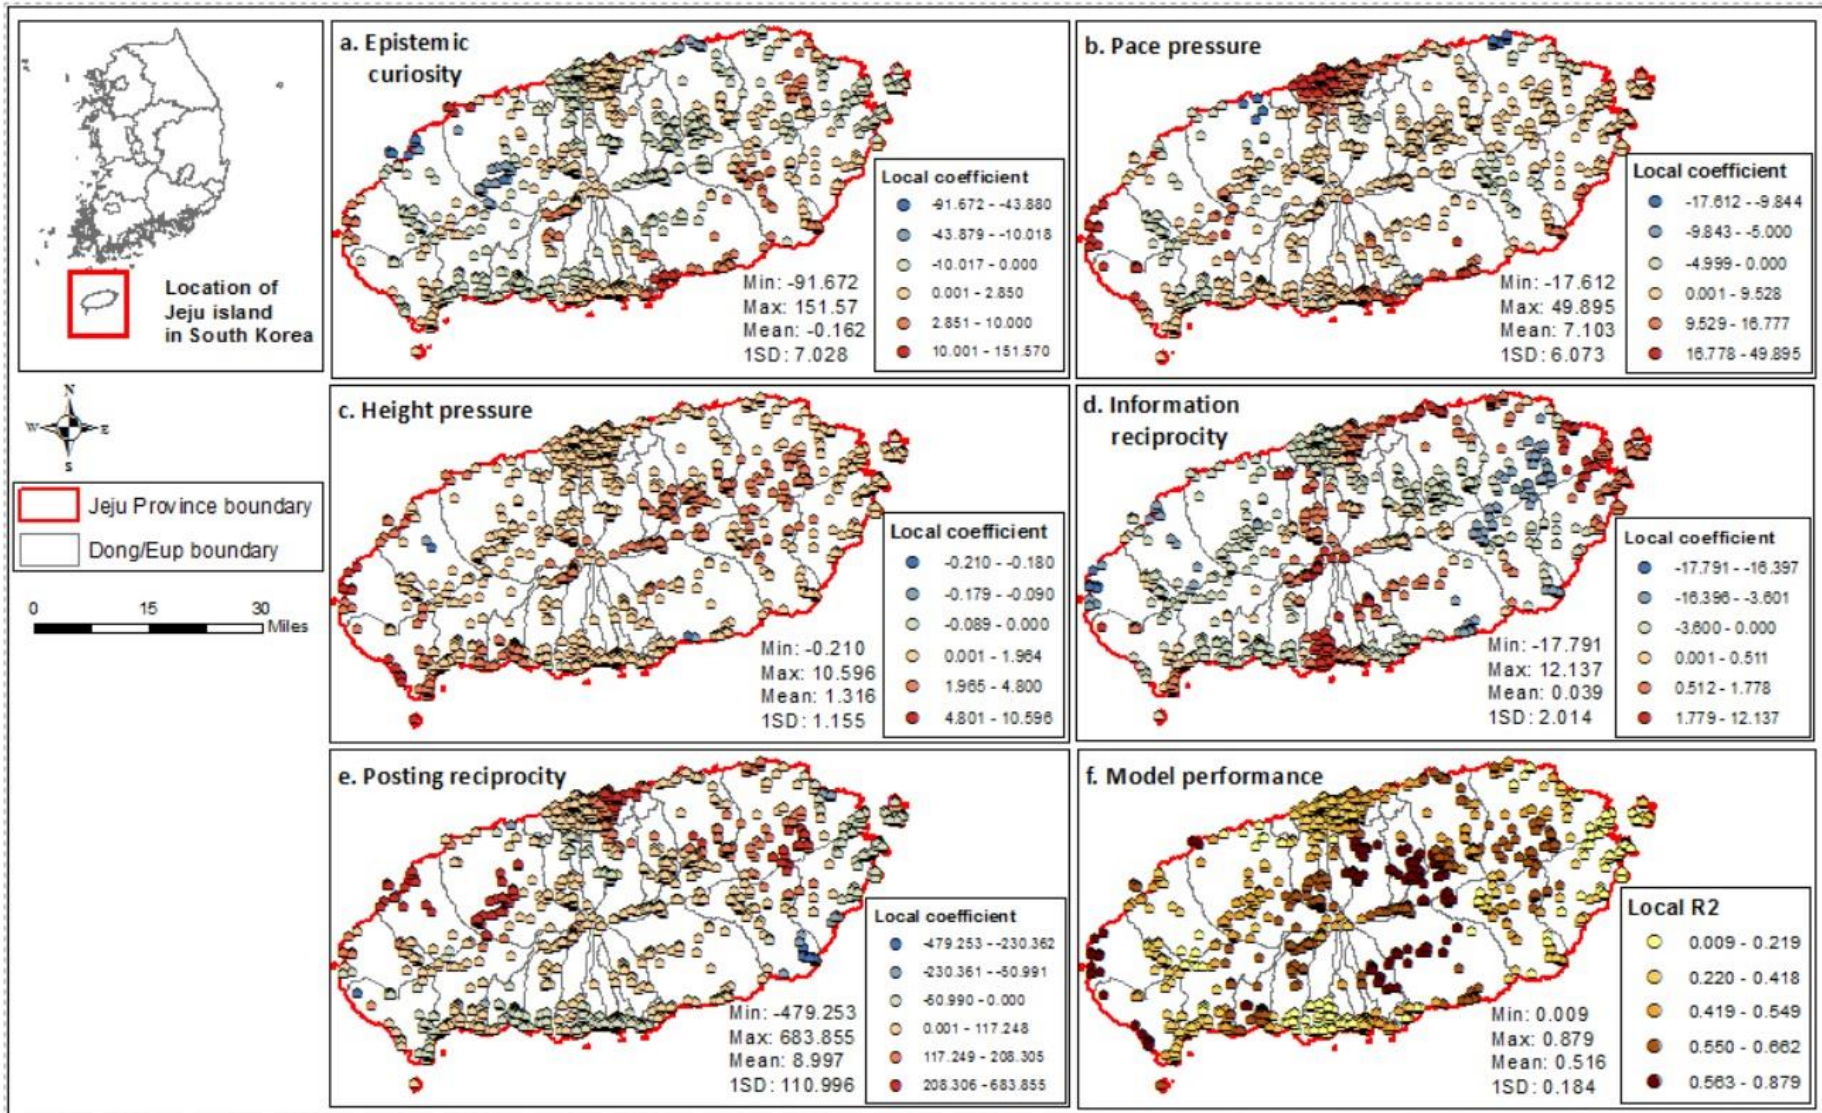 Location of
Jeju island
in South Korea
N
W
E
S
Jeju Province boundary
Dong/Eup boundary
0 15 30
Miles
a. Epistemic
curiosity
Local coefficient
-91.672 - -43.880
-43.879 - -10.018
-10.017 - 0.000
0.001 - 2.850
2.851 - 10.000
10.001 - 151.570
Min: -91.672
Max: 151.57
Mean: -0.162
1SD: 7.028
b. Pace pressure
Local coefficient
-17.612 - -9.844
-9.843 - -5.000
-4.999 - 0.000
0.001 - 9.528
9.529 - 16.777
16.778 - 49.895
Min: -17.612
Max: 49.895
Mean: 7.103
1SD: 6.073
c. Height pressure
Local coefficient
-0.210 - -0.180
-0.179 - -0.090
-0.089 - 0.000
0.001 - 1.964
1.965 - 4.800
4.801 - 10.596
Min: -0.210
Max: 10.596
Mean: 1.316
1SD: 1.155
d. Information
reciprocity
Local coefficient
-17.791 - -16.397
-16.396 - -3.601
-3.600 - 0.000
0.001 - 0.511
0.512 - 1.778
1.779 - 12.137
Min: -17.791
Max: 12.137
Mean: 0.039
1SD: 2.014
e. Posting reciprocity
Local coefficient
-479.253 - -230.362
-230.361 - -50.991
-50.990 - 0.000
0.001 - 117.248
117.249 - 208.305
208.306 - 683.855
Min: -479.253
Max: 683.855
Mean: 8.997
1SD: 110.996
f. Model performance
Local R2
0.009 - 0.219
0.220 - 0.418
0.419 - 0.549
0.550 - 0.662
0.563 - 0.879
Min: 0.009
Max: 0.879
Mean: 0.516
1SD: 0.184